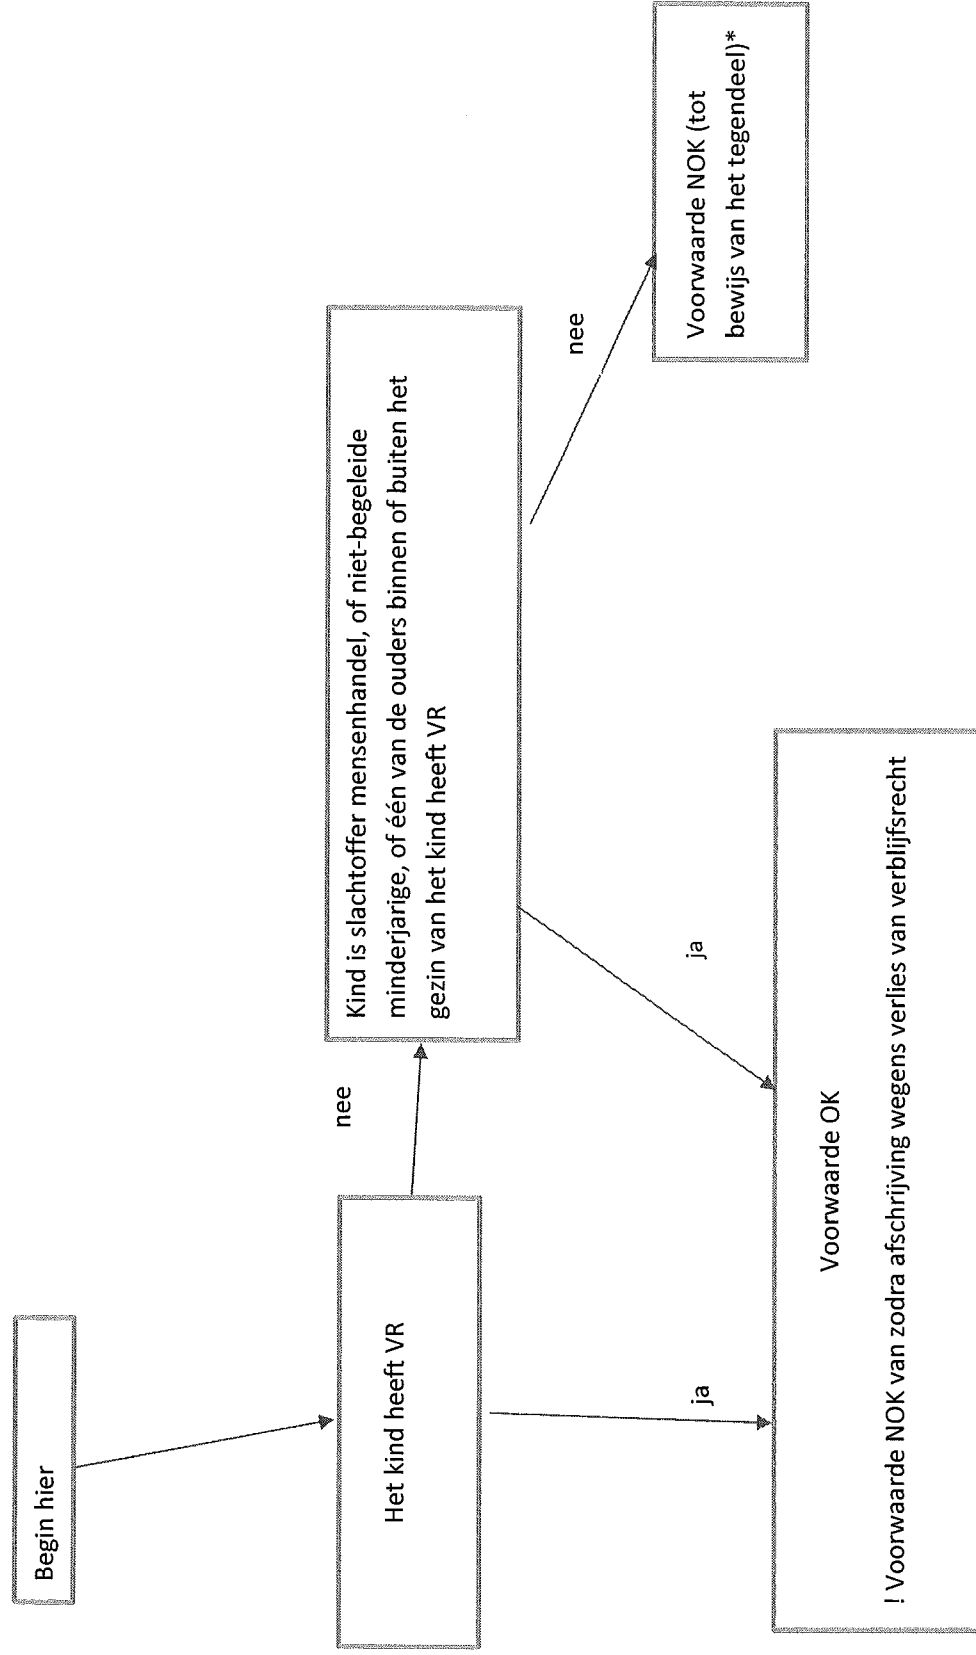 Begin hier
Het kind heeft VR
nee
Kind is slachtoffer mensenhandel, of niet-begeleide
minderjarige, of één van de ouders binnen of buiten het
gezin van het kind heeft VR
nee
Voorwaarde NOK (tot
bewijs van het tegendeel)*
ja
ja
Voorwaarde OK
! Voorwaarde NOK van zodra afschrijving wegens verlies van verblijfsrecht